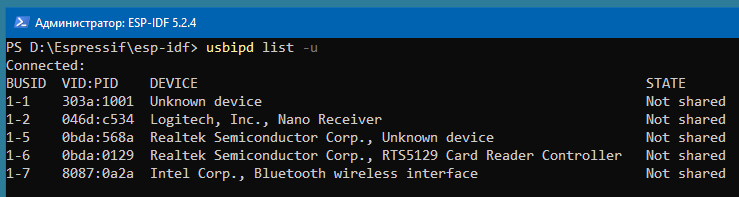 Администратор: ESP-IDF 5.2.4
PS D:\Espressif\esp-idf> usbipd list -u
Connected:
BUSID  VID:PID    DEVICE                                                        STATE
1-1    303a:1001  Unknown device                                                Not shared
1-2    046d:c534  Logitech, Inc., Nano Receiver                                 Not shared
1-5    0bda:568a  Realtek Semiconductor Corp., Unknown device                   Not shared
1-6    0bda:0129  Realtek Semiconductor Corp., RTS5129 Card Reader Controller   Not shared
1-7    8087:0a2a  Intel Corp., Bluetooth wireless interface                     Not shared